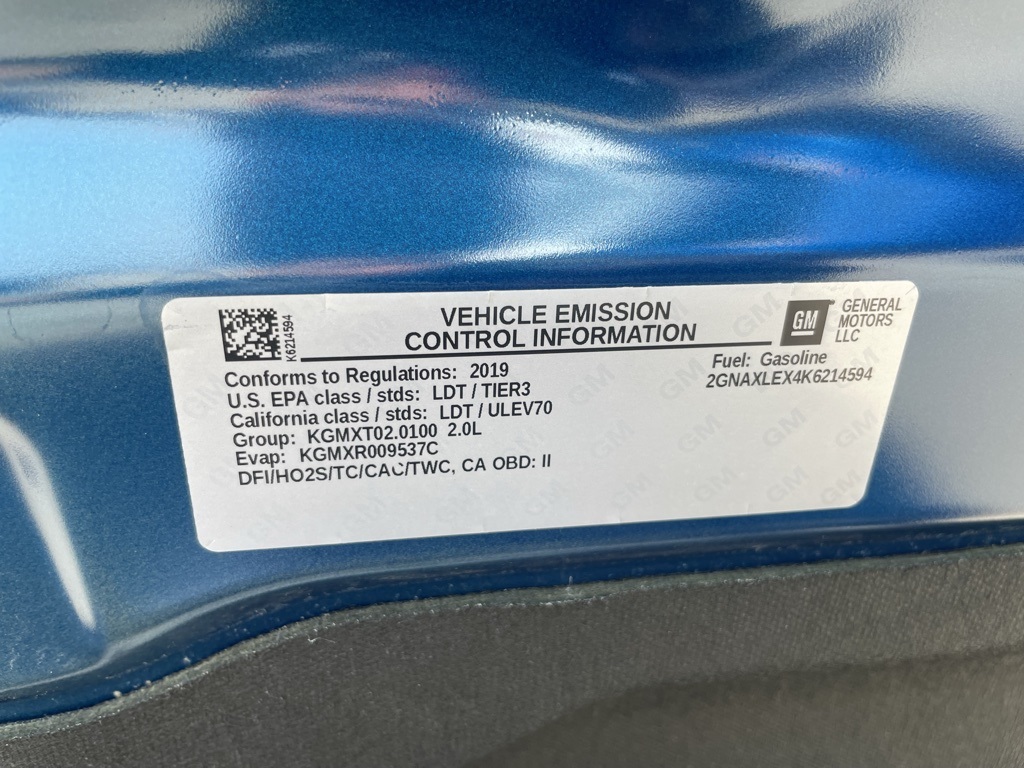 K6214594
VEHICLE EMISSION
CONTROL INFORMATION
GM
GENERAL
MOTORS
LLC
Conforms to Regulations: 2019
U.S. EPA class / stds: LDT / TIER3
California class / stds: LDT / ULEV70
Group: KGMXT02.0100 2.0L
Evap: KGMXR009537C
DFI/HO2S/TC/CAC/TWC, CA OBD: II
Fuel: Gasoline
2GNAXLEX4K6214594